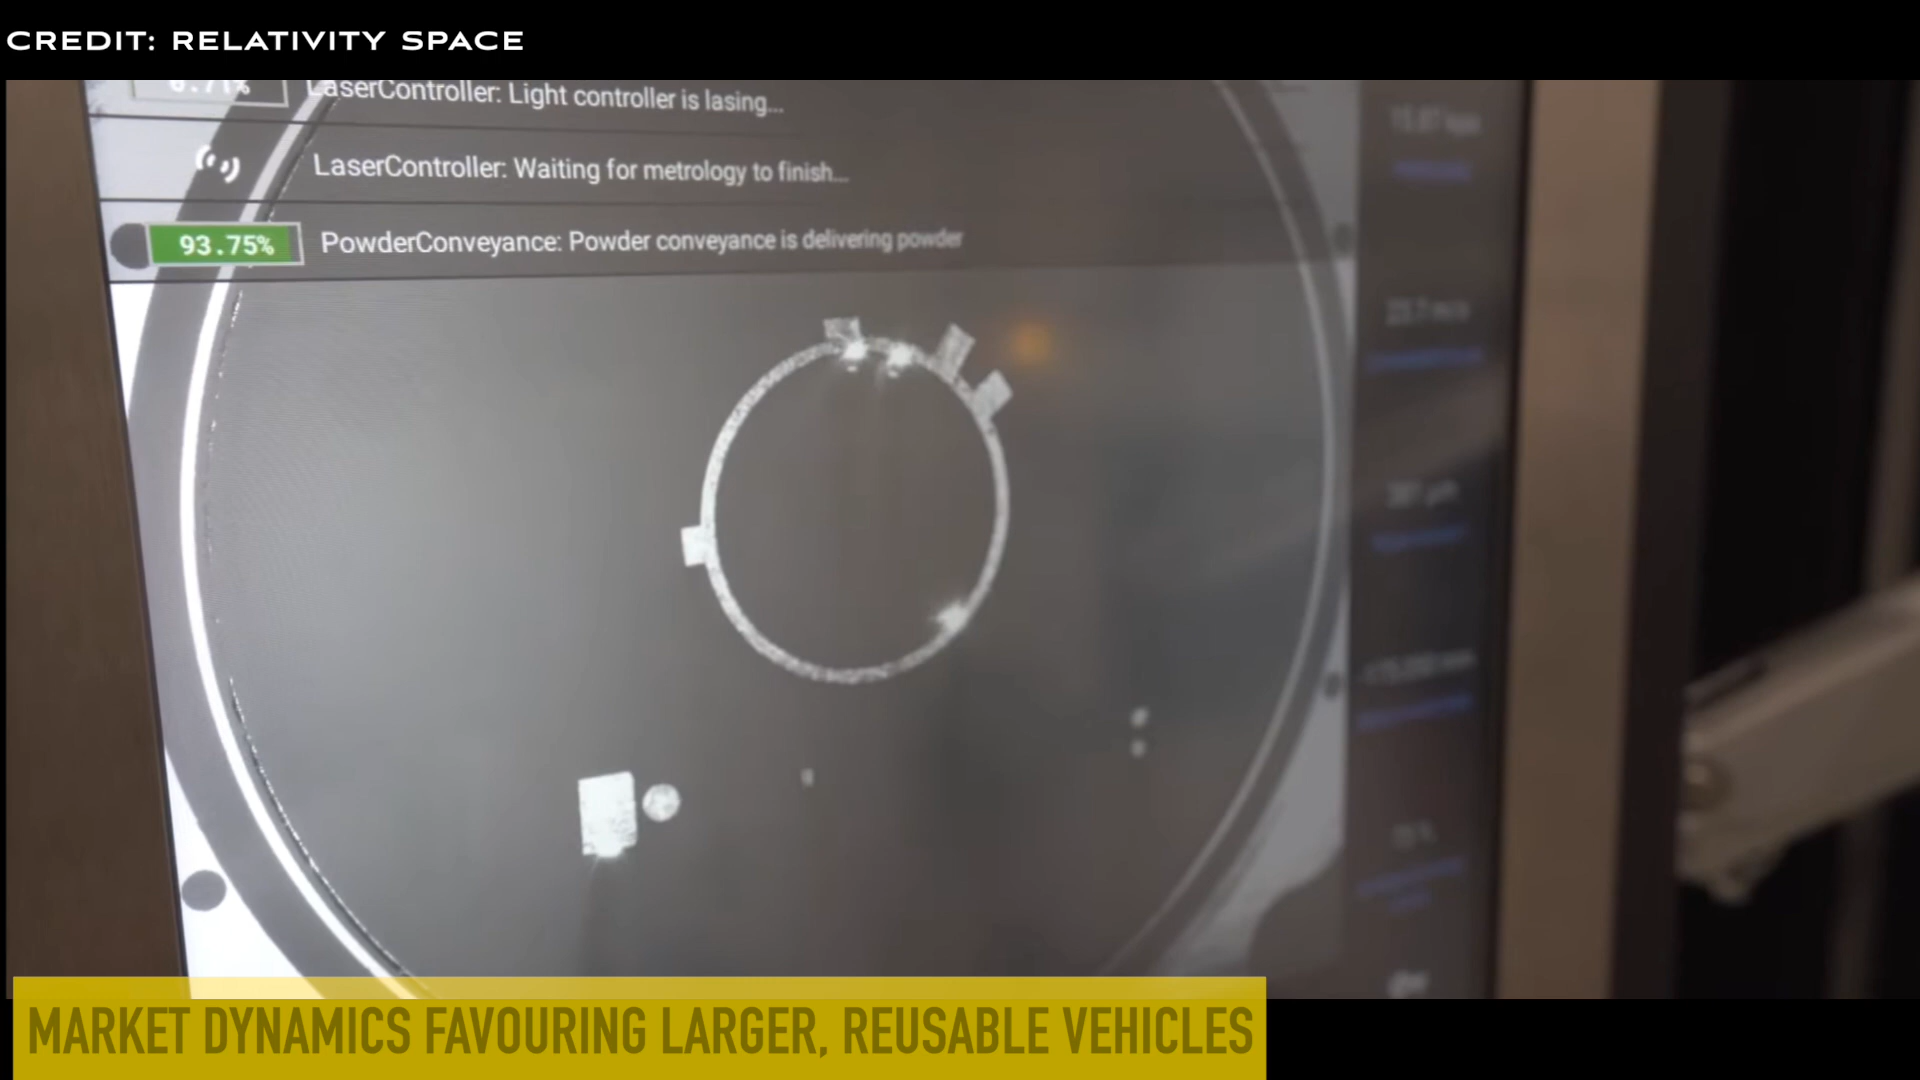 CREDIT: RELATIVITY SPACE
LaserController: Light controller is lasing...
LaserController: Waiting for metrology to finish...
93.75% PowderConveyance: Powder conveyance is delivering powder
MARKET DYNAMICS FAVOURING LARGER, REUSABLE VEHICLES